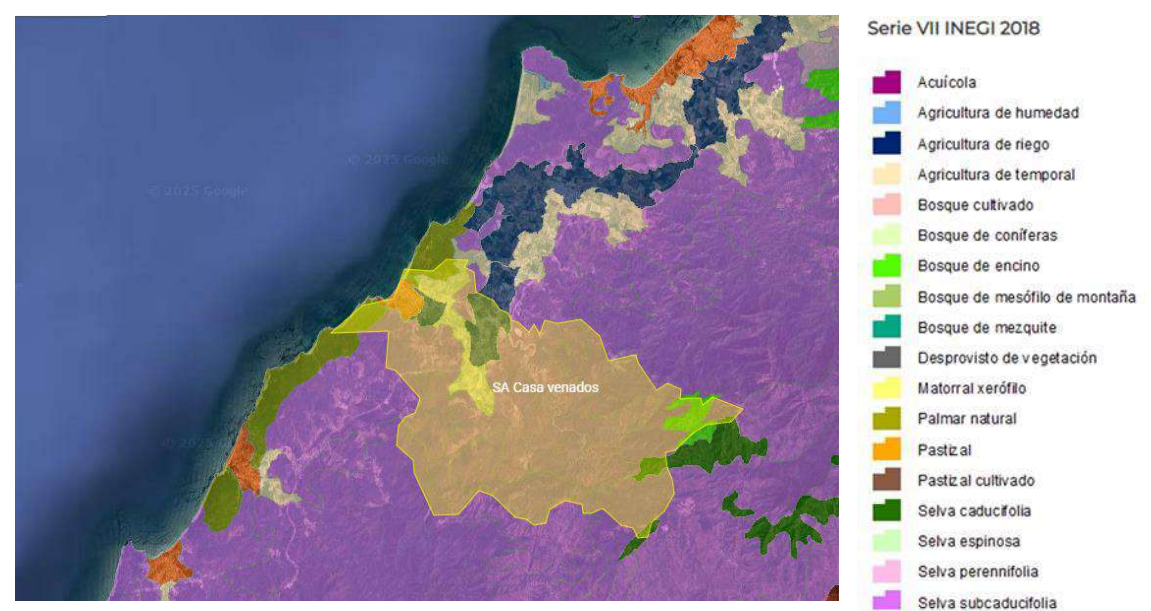 Serie VII INEGI 2018
Acuícola
Agricultura de humedad
Agricultura de riego
Agricultura de temporal
Bosque cultivado
Bosque de coníferas
Bosque de encino
Bosque de mesófilo de montaña
Bosque de mezquite
Desprovisto de vegetación
Matorral xerófilo
Palmar natural
Pastizal
Pastizal cultivado
Selva caducifolia
Selva espinosa
Selva perennifolia
Selva subcaducifolia
© 2025 Google
© 2025 Google
SA Casa venados